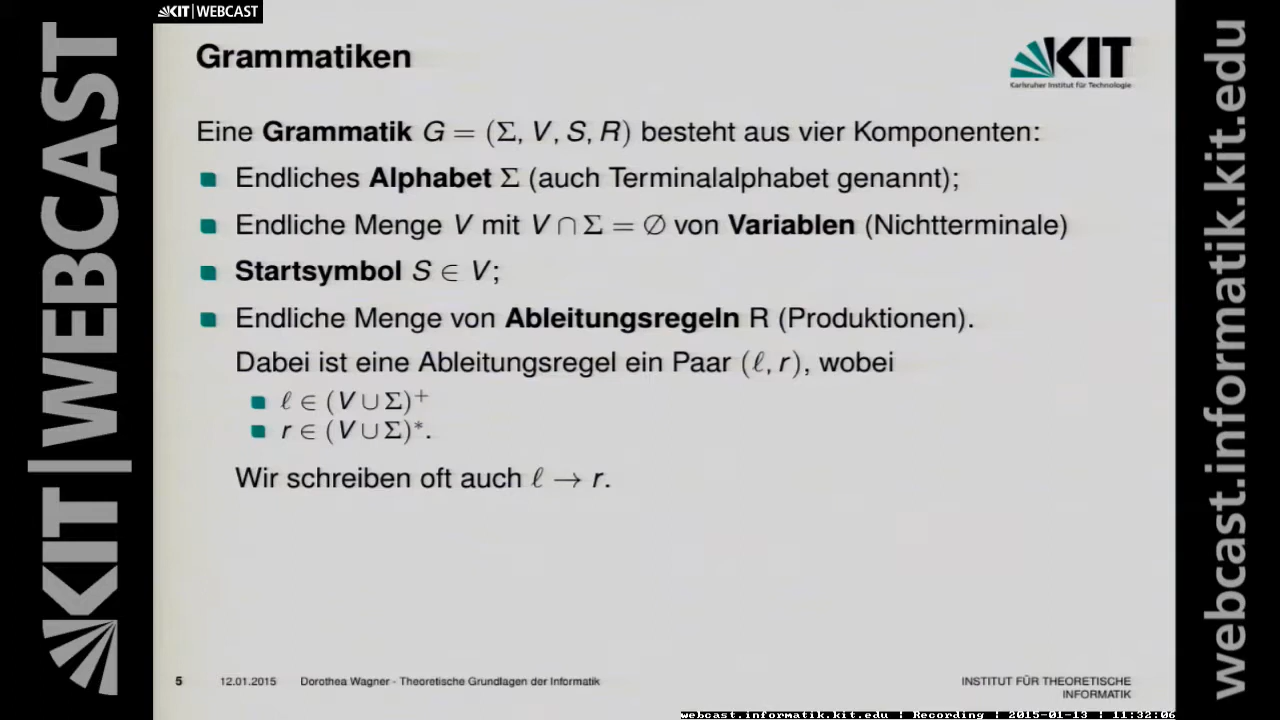 KIT|WEBCAST
KIT|WEBCAST
Grammatiken
KIT
Karlsruher Institut für Technologie
Eine Grammatik G = (Σ, V, S, R) besteht aus vier Komponenten:
Endliches Alphabet Σ (auch Terminalalphabet genannt);
Endliche Menge V mit V ∩ Σ = ∅ von Variablen (Nichtterminale)
Startsymbol S ∈ V;
Endliche Menge von Ableitungsregeln R (Produktionen).
Dabei ist eine Ableitungsregel ein Paar (ℓ, r), wobei
ℓ ∈ (V ∪ Σ)⁺
r ∈ (V ∪ Σ)*.
Wir schreiben oft auch ℓ → r.
5 12.01.2015 Dorothea Wagner - Theoretische Grundlagen der Informatik
INSTITUT FÜR THEORETISCHE
INFORMATIK
webcast.informatik.kit.edu | Recording | 2015-01-13 | 11:32:06
webcast.informatik.kit.edu